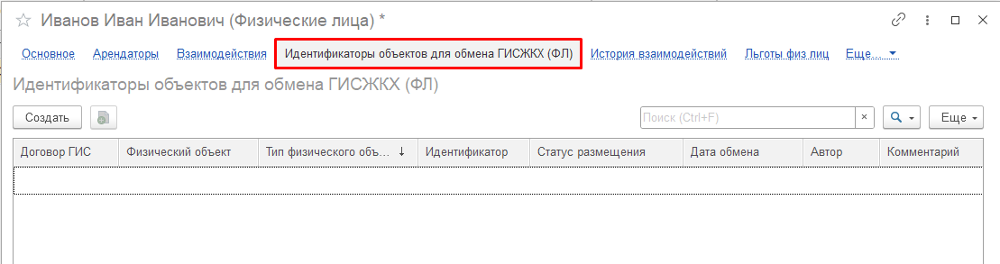 Иванов Иван Иванович (Физические лица) *
Основное Арендаторы Взаимодействия Идентификаторы объектов для обмена ГИСЖКХ (ФЛ) История взаимодействий Льготы физ лиц Еще...
Идентификаторы объектов для обмена ГИСЖКХ (ФЛ)
Создать Поиск (Ctrl+F) × Еще
Договор ГИС Физический объект Тип физического объ... ↓ Идентификатор Статус размещения Дата обмена Автор Комментарий